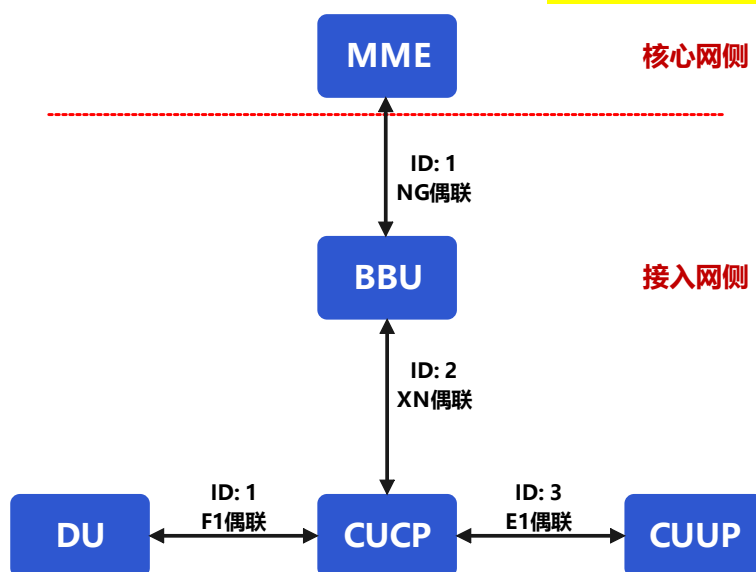 MME
核心网侧
ID: 1
NG偶联
BBU
接入网侧
ID: 2
XN偶联
DU
ID: 1
F1偶联
CUCP
ID: 3
E1偶联
CUUP